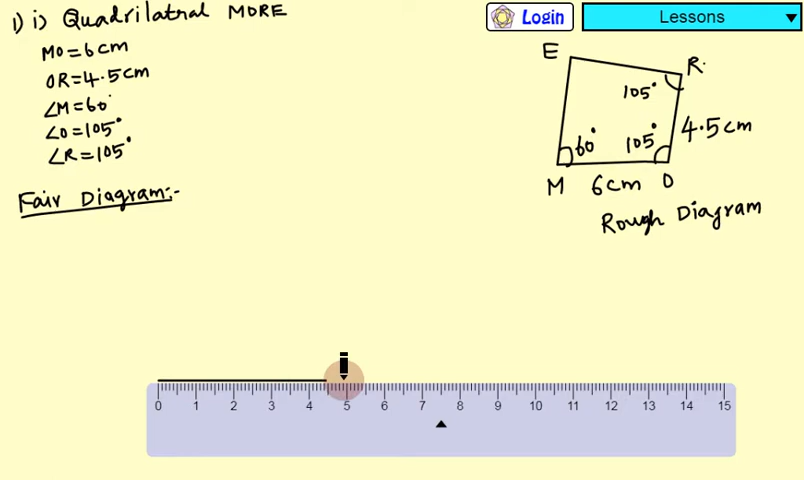 1) i) Quadrilatral MORE
MO=6cm
OR=4.5cm
∠M=60°
∠O=105°
∠R=105°
Fair Diagram:-
Login
Lessons
E
R
105°
60°
105°
4.5cm
M 6cm O
Rough Diagram
0 1 2 3 4 5 6 7 8 9 10 11 12 13 14 15